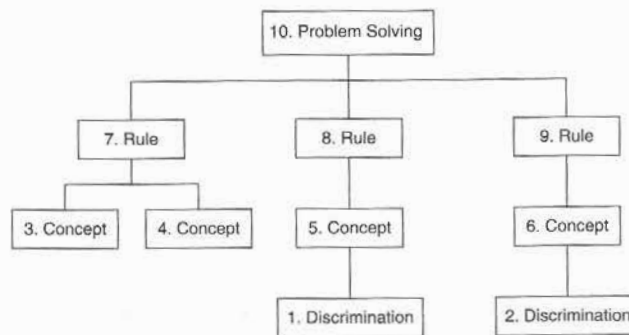 10. Problem Solving
7. Rule
8. Rule
9. Rule
3. Concept
4. Concept
5. Concept
6. Concept
1. Discrimination
2. Discrimination